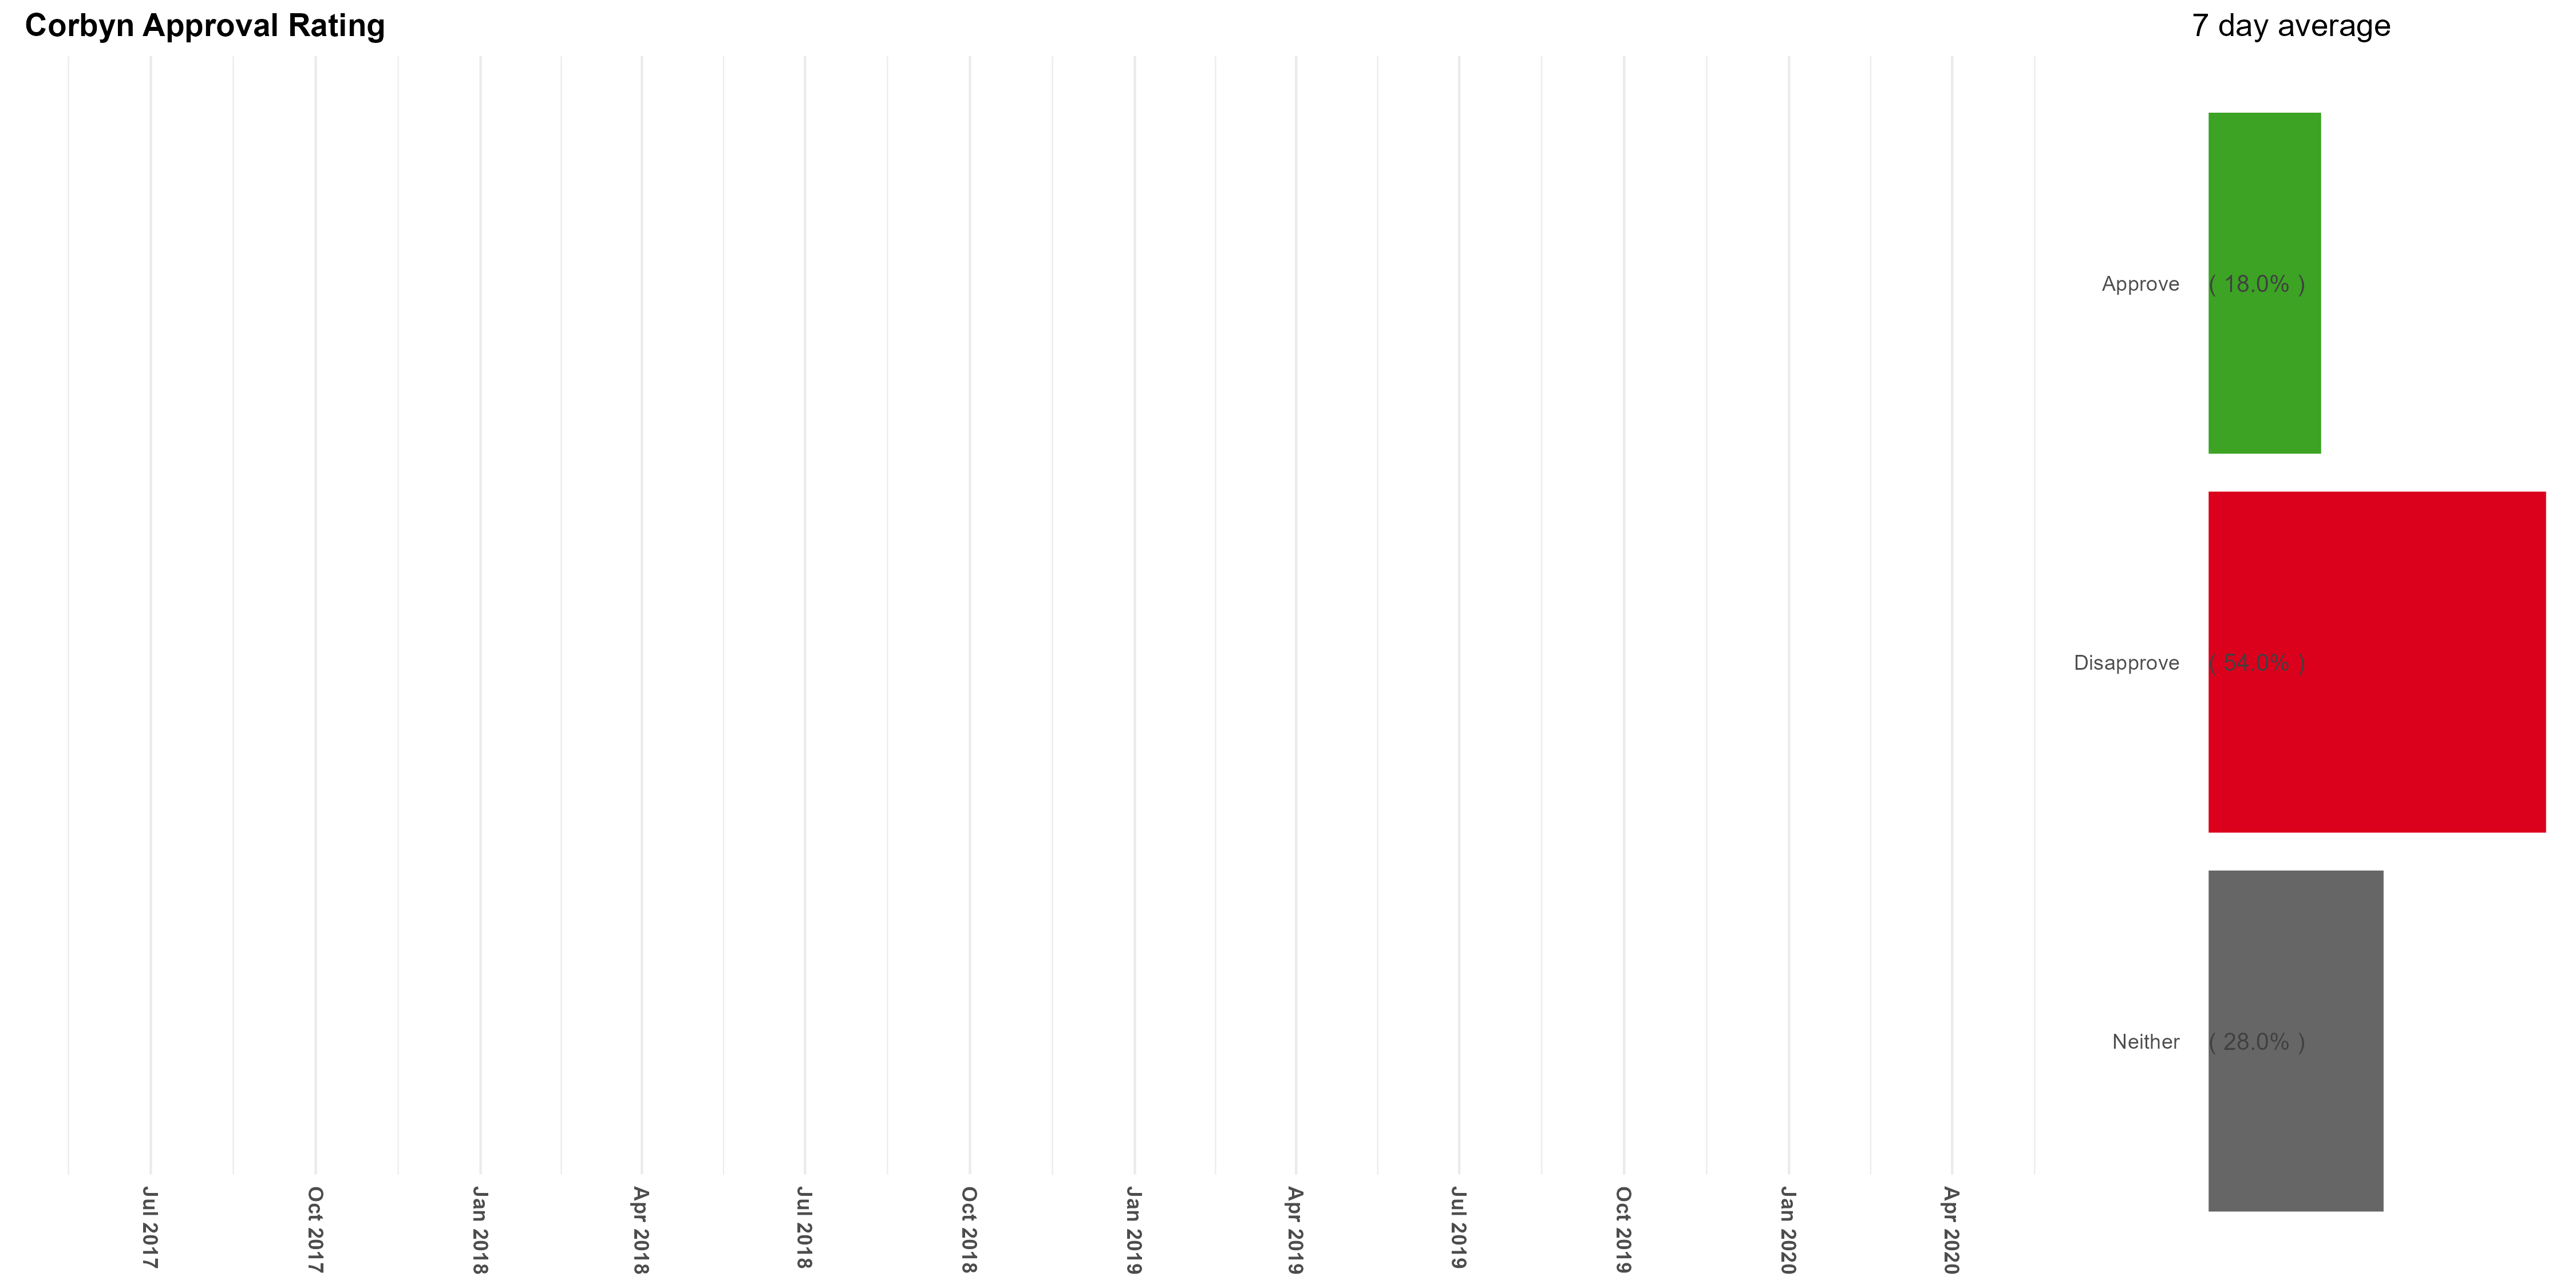 Corbyn Approval Rating
7 day average
Approve
( 18.0% )
Disapprove
( 54.0% )
Neither
( 28.0% )
Jul 2017
Oct 2017
Jan 2018
Apr 2018
Jul 2018
Oct 2018
Jan 2019
Apr 2019
Jul 2019
Oct 2019
Jan 2020
Apr 2020